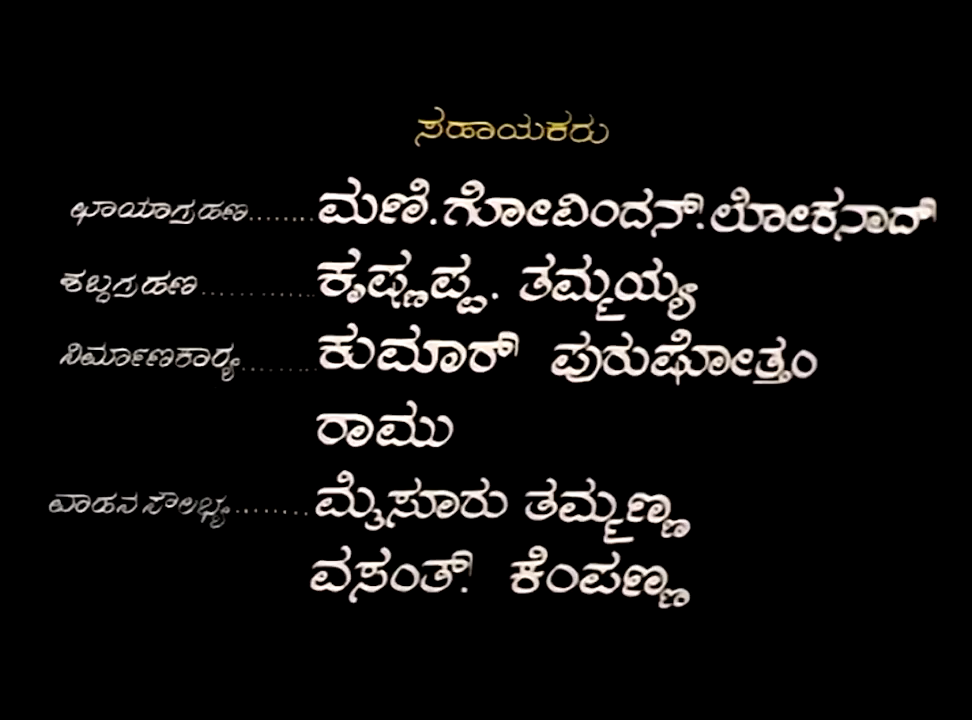 ಸಹಾಯಕರು
ಛಾಯಾಗ್ರಹಣ........ಮಣಿ.ಗೋವಿಂದನ್.ಲೋಕನಾದ್
ಶಬ್ದಗ್ರಹಣ.............ಕೃಷ್ಣಪ್ಪ. ತಮ್ಮಯ್ಯ
ನಿರ್ಮಾಣಕಾರ್ಯ.........ಕುಮಾರ್ ಪುರುಷೋತ್ತಂ
ರಾಮು
ವಾಹನ ಸೌಲಭ್ಯ........ಮೈಸೂರು ತಮ್ಮಣ್ಣ
ವಸಂತ್. ಕೆಂಪಣ್ಣ